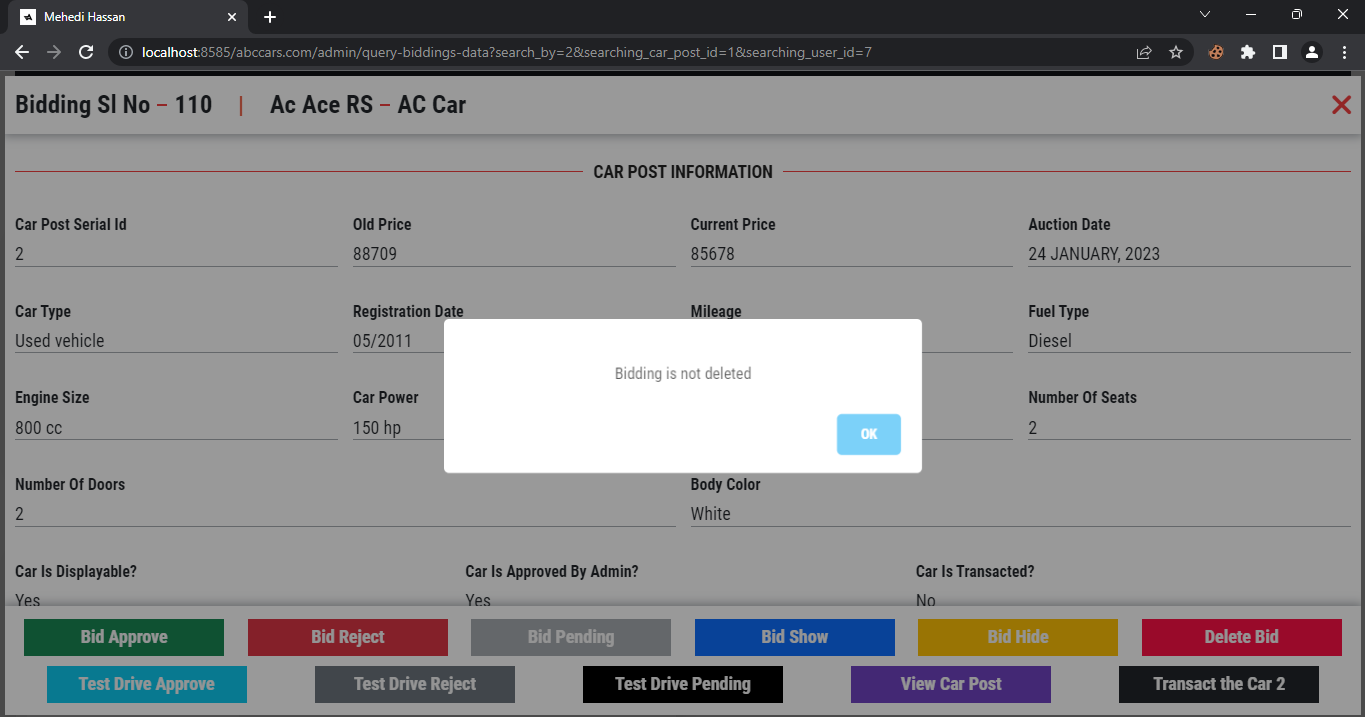 Mehedi Hassan
localhost:8585/abccars.com/admin/query-biddings-data?search_by=2&searching_car_post_id=1&searching_user_id=7
Bidding Sl No – 110 | Ac Ace RS – AC Car
CAR POST INFORMATION
Car Post Serial Id Old Price Current Price Auction Date
2 88709 85678 24 JANUARY, 2023
Car Type Registration Date Mileage Fuel Type
Used vehicle 05/2011 Diesel
Bidding is not deleted
Engine Size Car Power Number Of Seats
800 cc 150 hp 2
OK
Number Of Doors Body Color
2 White
Car Is Displayable? Car Is Approved By Admin? Car Is Transacted?
Yes Yes No
Bid Approve Bid Reject Bid Pending Bid Show Bid Hide Delete Bid
Test Drive Approve Test Drive Reject Test Drive Pending View Car Post Transact the Car 2